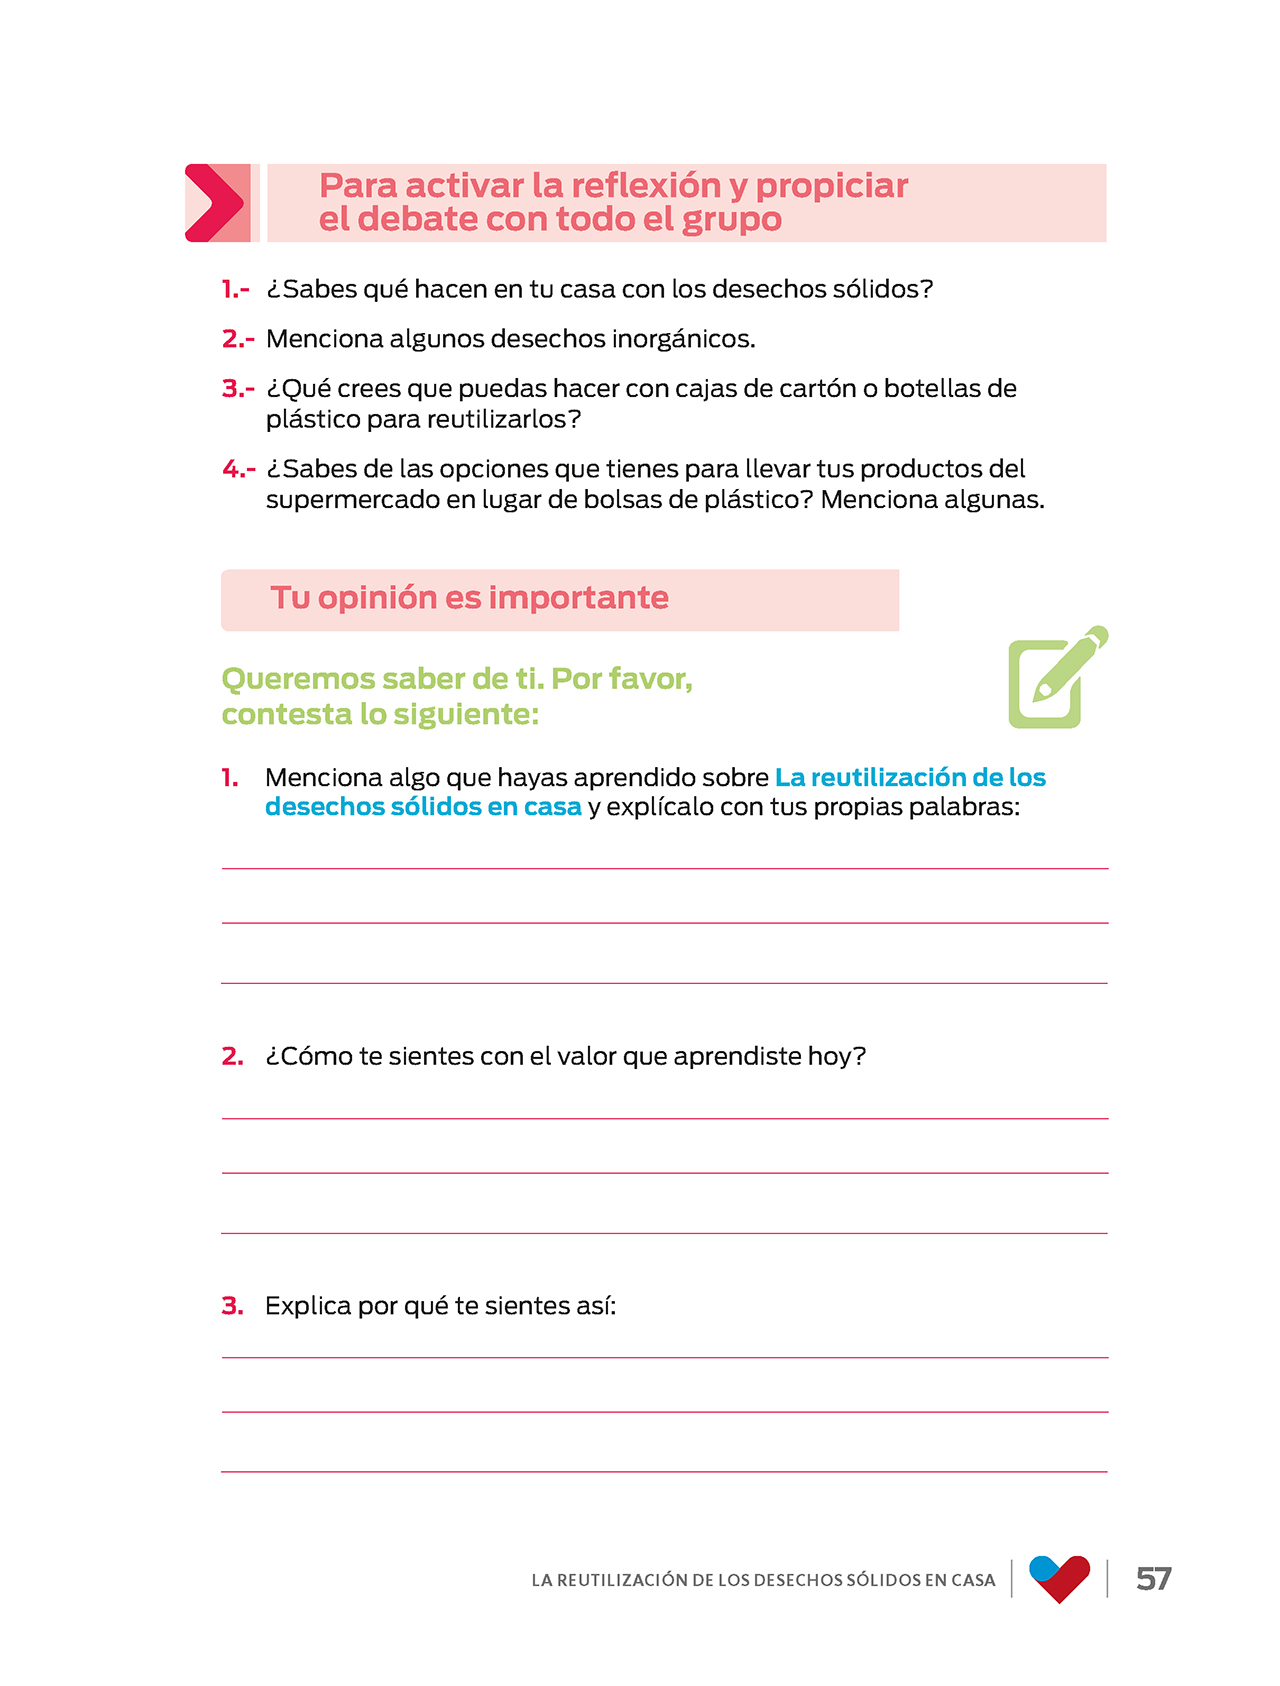 Para activar la reflexión y propiciar
el debate con todo el grupo
1.- ¿Sabes qué hacen en tu casa con los desechos sólidos?
2.- Menciona algunos desechos inorgánicos.
3.- ¿Qué crees que puedas hacer con cajas de cartón o botellas de
plástico para reutilizarlos?
4.- ¿Sabes de las opciones que tienes para llevar tus productos del
supermercado en lugar de bolsas de plástico? Menciona algunas.
Tu opinión es importante
Queremos saber de ti. Por favor,
contesta lo siguiente:
1. Menciona algo que hayas aprendido sobre La reutilización de los
desechos sólidos en casa y explícalo con tus propias palabras:
2. ¿Cómo te sientes con el valor que aprendiste hoy?
3. Explica por qué te sientes así:
LA REUTILIZACIÓN DE LOS DESECHOS SÓLIDOS EN CASA 57